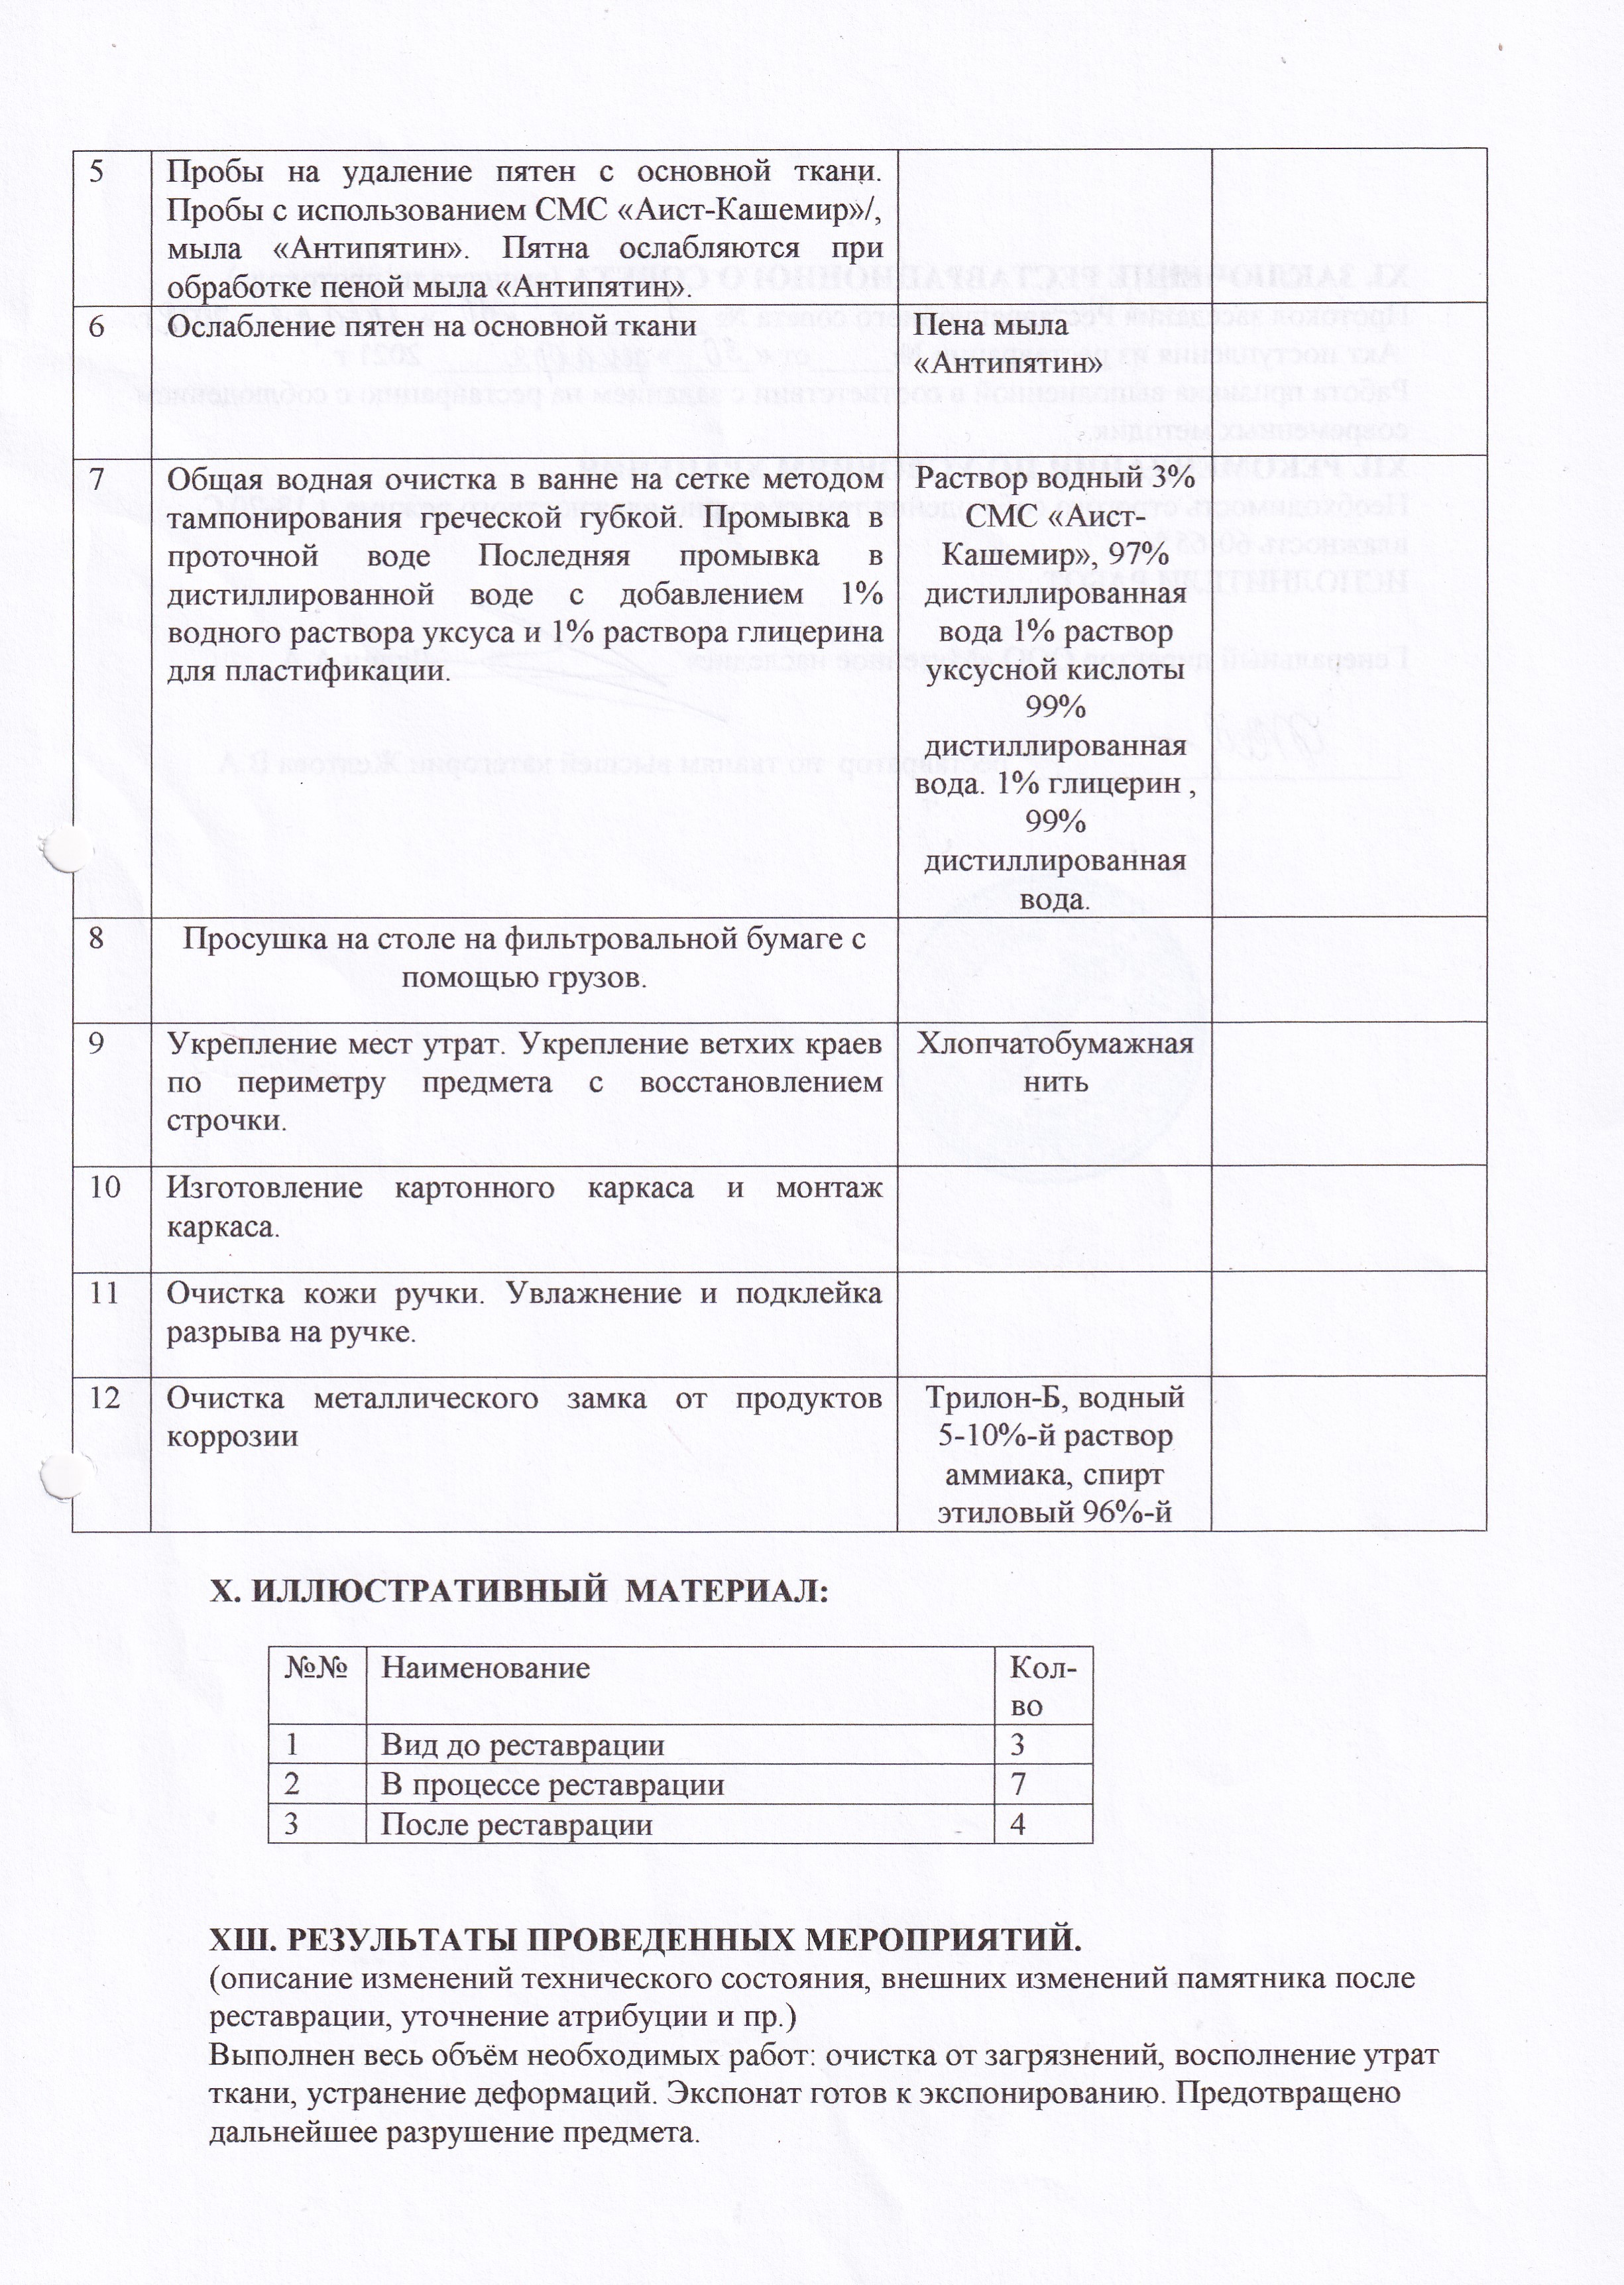 5
Пробы на удаление пятен с основной ткани.
Пробы с использованием СМС «Аист-Кашемир»/,
мыла «Антипятин». Пятна ослабляются при
обработке пеной мыла «Антипятин».
6
Ослабление пятен на основной ткани
Пена мыла
«Антипятин»
7
Общая водная очистка в ванне на сетке методом
тампонирования греческой губкой. Промывка в
проточной воде Последняя промывка в
дистиллированной воде с добавлением 1%
водного раствора уксуса и 1% раствора глицерина
для пластификации.
Раствор водный 3%
СМС «Аист-
Кашемир», 97%
дистиллированная
вода 1% раствор
уксусной кислоты
99%
дистиллированная
вода. 1% глицерин ,
99%
дистиллированная
вода.
8
Просушка на столе на фильтровальной бумаге с
помощью грузов.
9
Укрепление мест утрат. Укрепление ветхих краев
по периметру предмета с восстановлением
строчки.
Хлопчатобумажная
нить
10
Изготовление картонного каркаса и монтаж
каркаса.
11
Очистка кожи ручки. Увлажнение и подклейка
разрыва на ручке.
12
Очистка металлического замка от продуктов
коррозии
Трилон-Б, водный
5-10%-й раствор
аммиака, спирт
этиловый 96%-й
X. ИЛЛЮСТРАТИВНЫЙ МАТЕРИАЛ:
№№ Наименование Кол-
во
1 Вид до реставрации 3
2 В процессе реставрации 7
3 После реставрации 4
XШ. РЕЗУЛЬТАТЫ ПРОВЕДЕННЫХ МЕРОПРИЯТИЙ.
(описание изменений технического состояния, внешних изменений памятника после
реставрации, уточнение атрибуции и пр.)
Выполнен весь объём необходимых работ: очистка от загрязнений, восполнение утрат
ткани, устранение деформаций. Экспонат готов к экспонированию. Предотвращено
дальнейшее разрушение предмета.